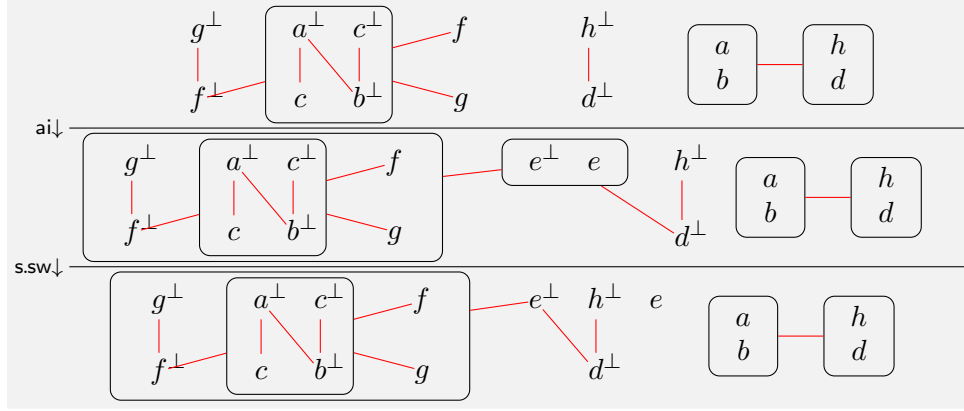 g⊥ a⊥ c⊥ f h⊥ a h
f⊥ c b⊥ g d⊥ b d
ai↓
g⊥ a⊥ c⊥ f e⊥ e h⊥ a h
f⊥ c b⊥ g d⊥ b d
s.sw↓
g⊥ a⊥ c⊥ f e⊥ h⊥ e a h
f⊥ c b⊥ g d⊥ b d